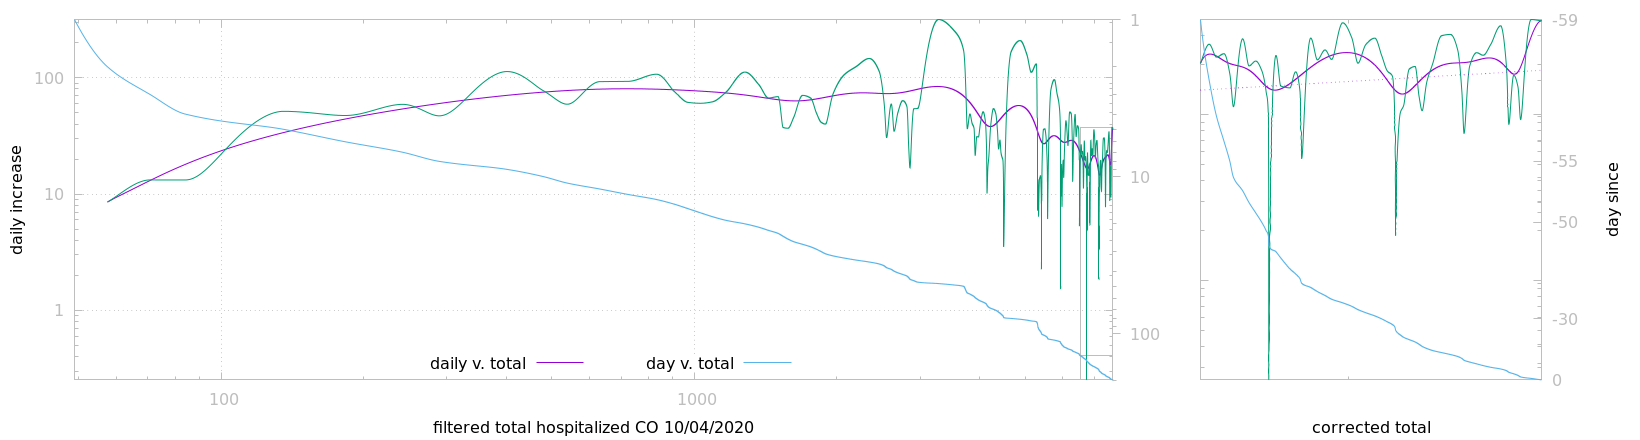 1
-59
100
10
-55
10
-50
1
100
-30
daily v. total
day v. total
0
100
1000
daily increase
day since
filtered total hospitalized CO 10/04/2020
corrected total